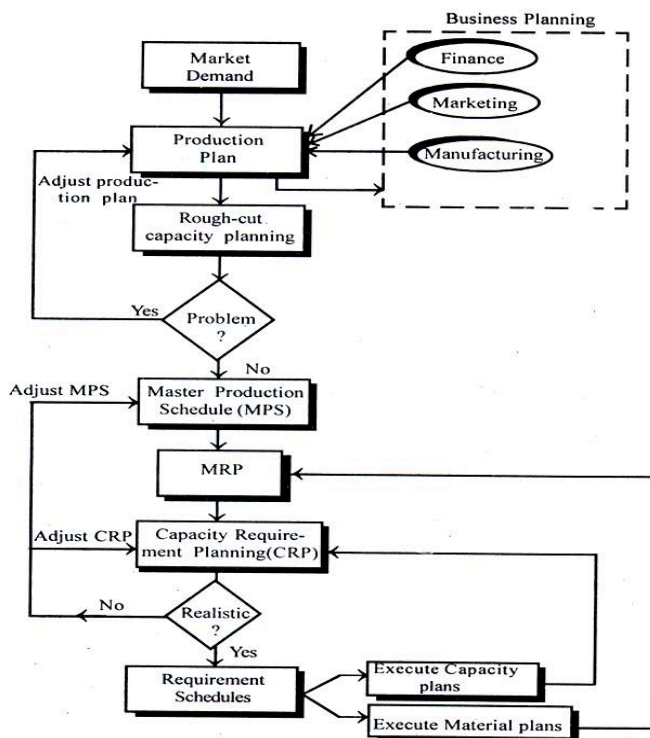 Business Planning
Market
Demand
Finance
Marketing
Manufacturing
Production
Plan
Adjust produc-
tion plan
Rough-cut
capacity planning
Yes
Problem
?
No
Adjust MPS
Master Production
Schedule (MPS)
MRP
Adjust CRP
Capacity Require-
ment Planning(CRP)
No
Realistic
?
Yes
Requirement
Schedules
Execute Capacity
plans
Execute Material plans